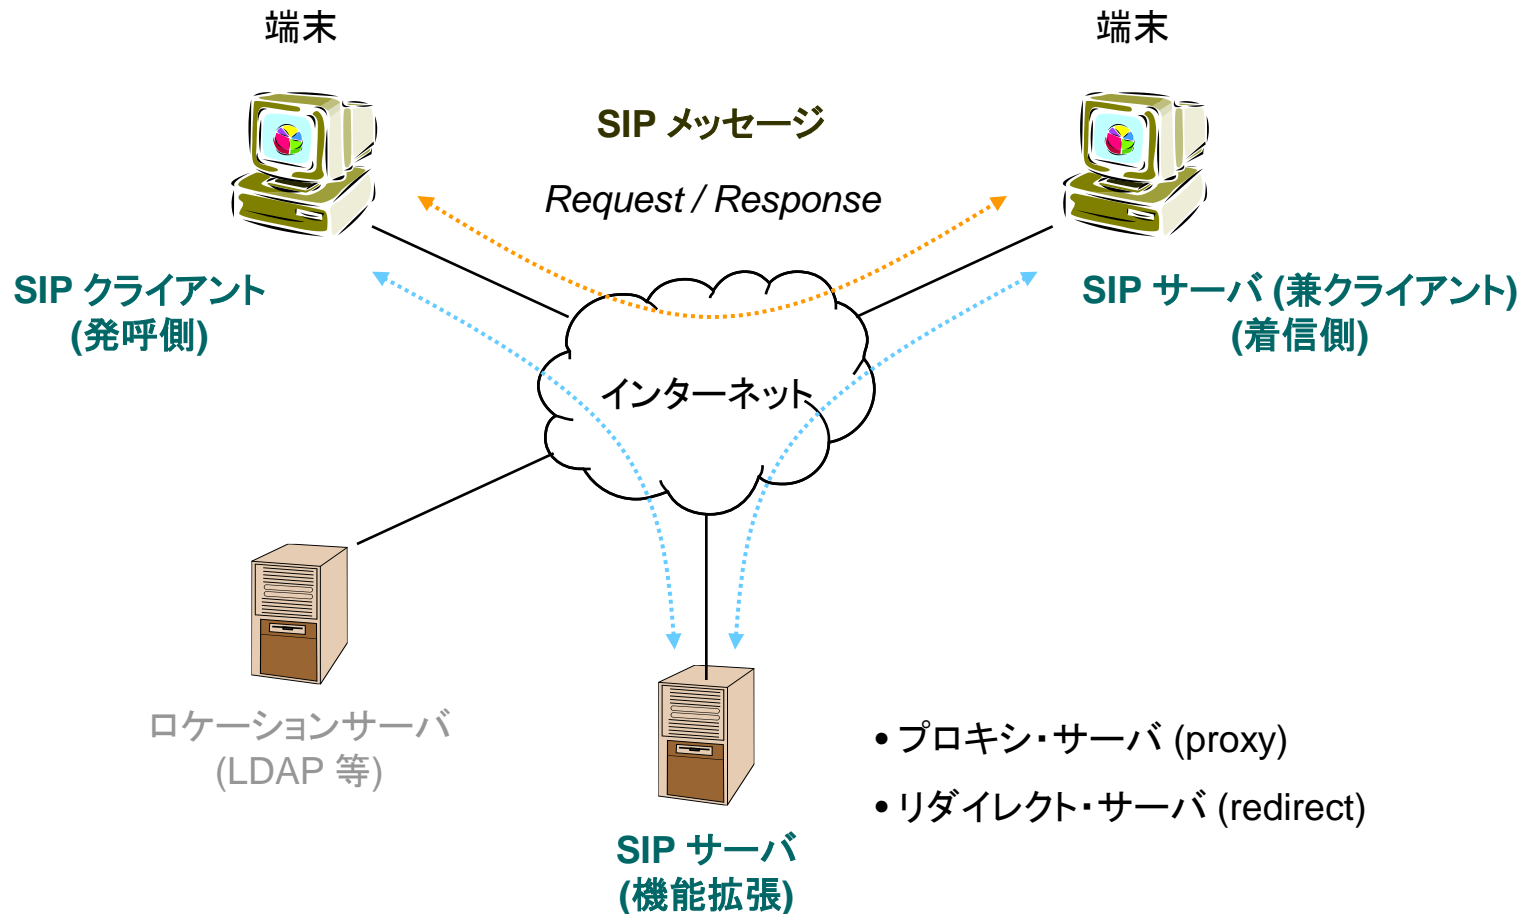 端末
端末
SIP メッセージ
Request / Response
SIP クライアント
(発呼側)
SIP サーバ (兼クライアント)
(着信側)
インターネット
ロケーションサーバ
(LDAP 等)
• プロキシ・サーバ (proxy)
• リダイレクト・サーバ (redirect)
SIP サーバ
(機能拡張)